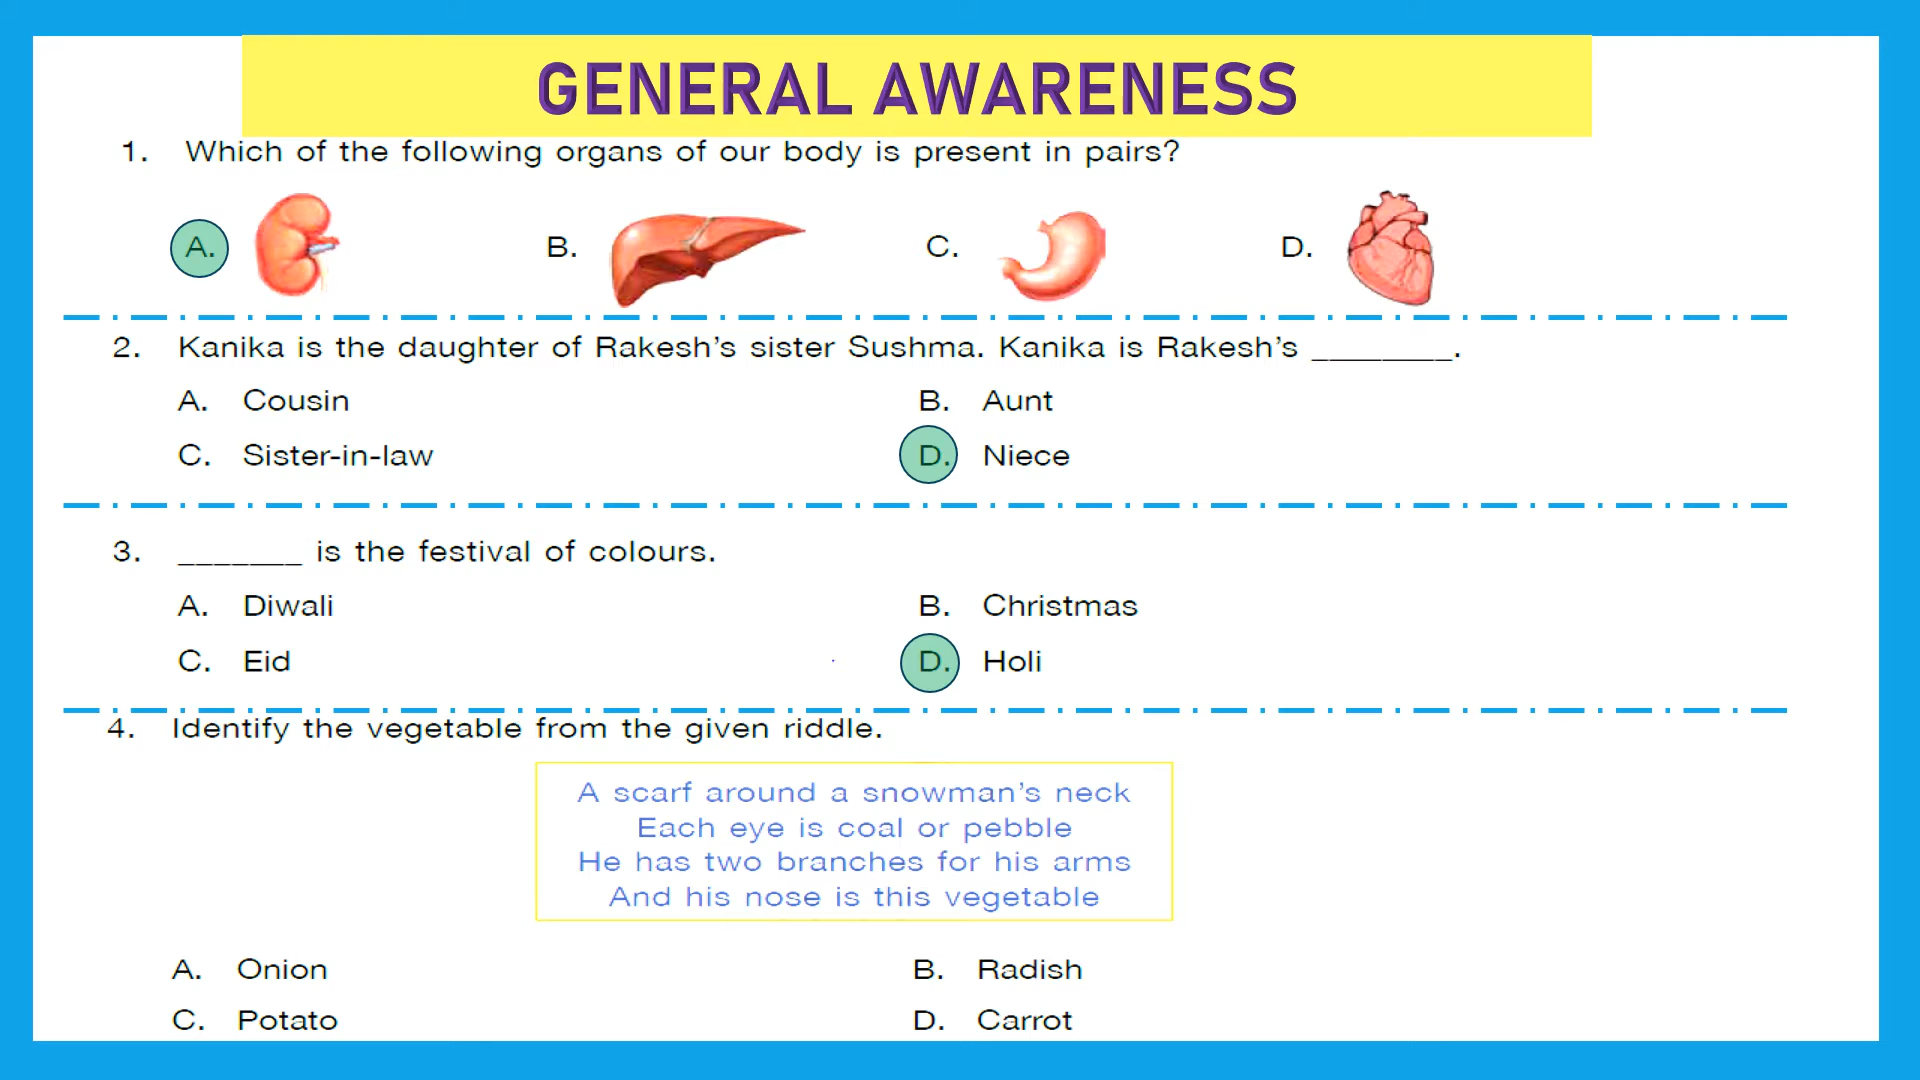 GENERAL AWARENESS
1. Which of the following organs of our body is present in pairs?
A. B. C. D.
2. Kanika is the daughter of Rakesh's sister Sushma. Kanika is Rakesh's ________.
A. Cousin B. Aunt
C. Sister-in-law D. Niece
3. _______ is the festival of colours.
A. Diwali B. Christmas
C. Eid D. Holi
4. Identify the vegetable from the given riddle.
A scarf around a snowman's neck
Each eye is coal or pebble
He has two branches for his arms
And his nose is this vegetable
A. Onion B. Radish
C. Potato D. Carrot